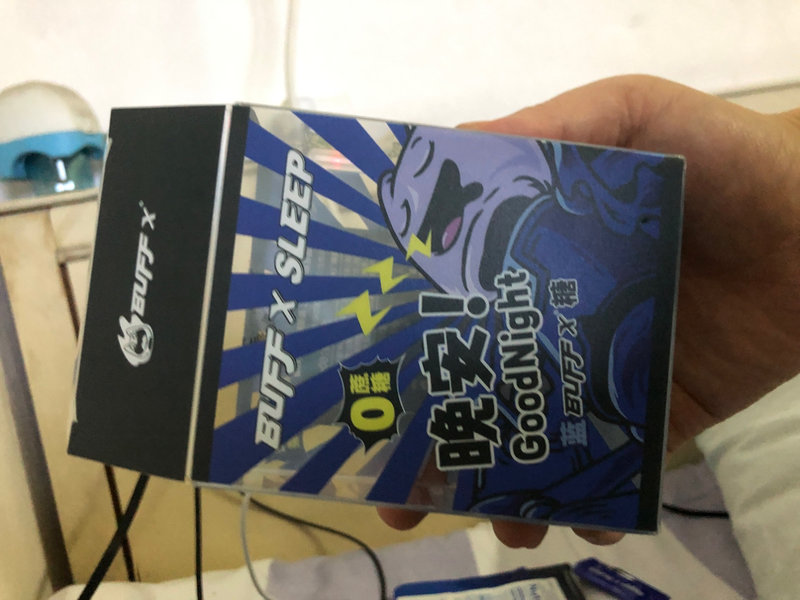 BUFF X
BUFF X SLEEP
0蔗糖
晚安!
GoodNight
蓝BUFF X糖